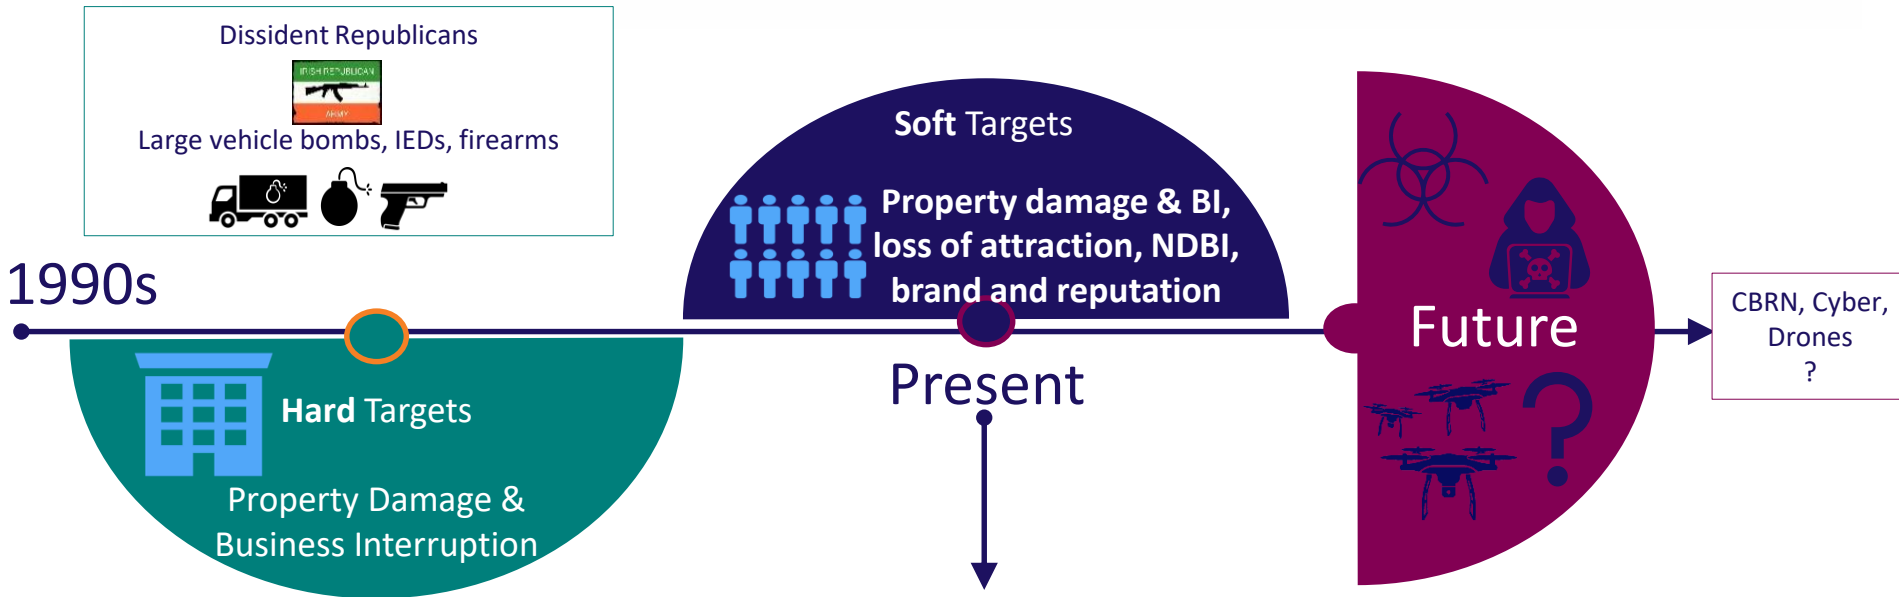 Dissident Republicans
IRISH REPUBLICAN
ARMY
Large vehicle bombs, IEDs, firearms
1990s
Hard Targets
Property Damage &
Business Interruption
Soft Targets
Property damage & BI,
loss of attraction, NDBI,
brand and reputation
Present
Future
CBRN, Cyber,
Drones
?
?